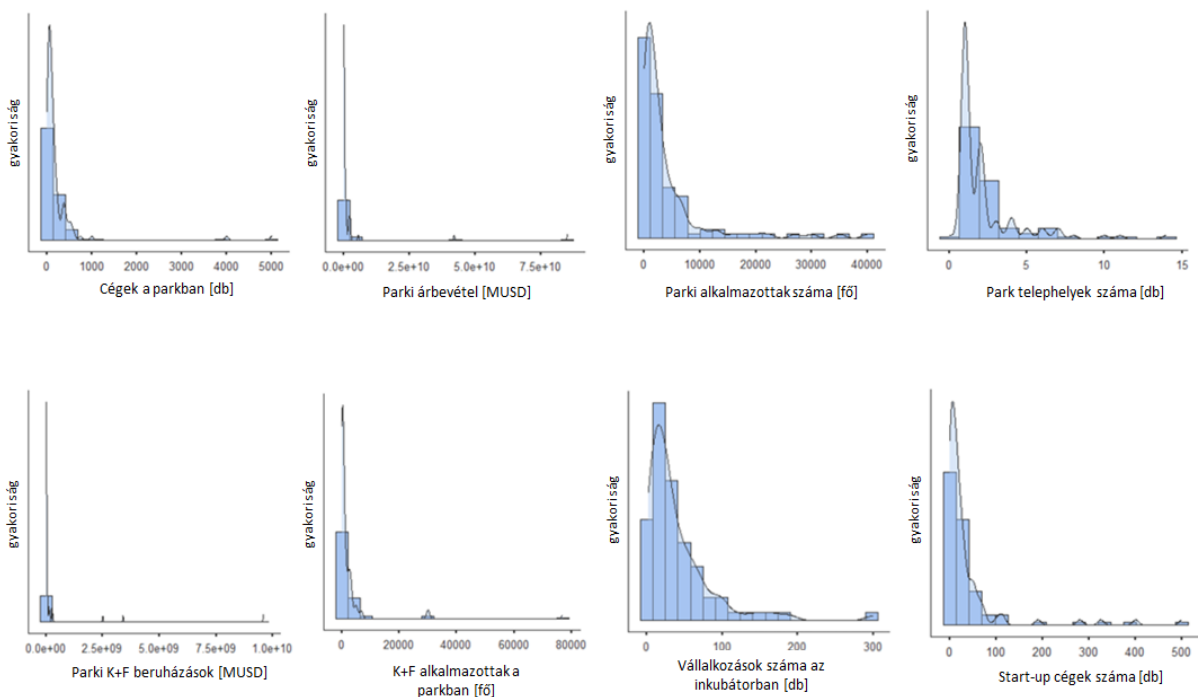 gyakoriság
0
1000
2000
3000
4000
5000
Cégek a parkban [db]
gyakoriság
0.0e+00
2.5e+10
5.0e+10
7.5e+10
Parki árbevétel [MUSD]
gyakoriság
0
10000
20000
30000
40000
Parki alkalmazottak száma [fő]
gyakoriság
0
5
10
15
Park telephelyek száma [db]
gyakoriság
0.0e+00
2.5e+09
5.0e+09
7.5e+09
1.0e+10
Parki K+F beruházások [MUSD]
gyakoriság
0
20000
40000
60000
80000
K+F alkalmazottak a
parkban [fő]
gyakoriság
0
100
200
300
Vállalkozások száma az
inkubátorban [db]
gyakoriság
0
100
200
300
400
500
Start-up cégek száma [db]